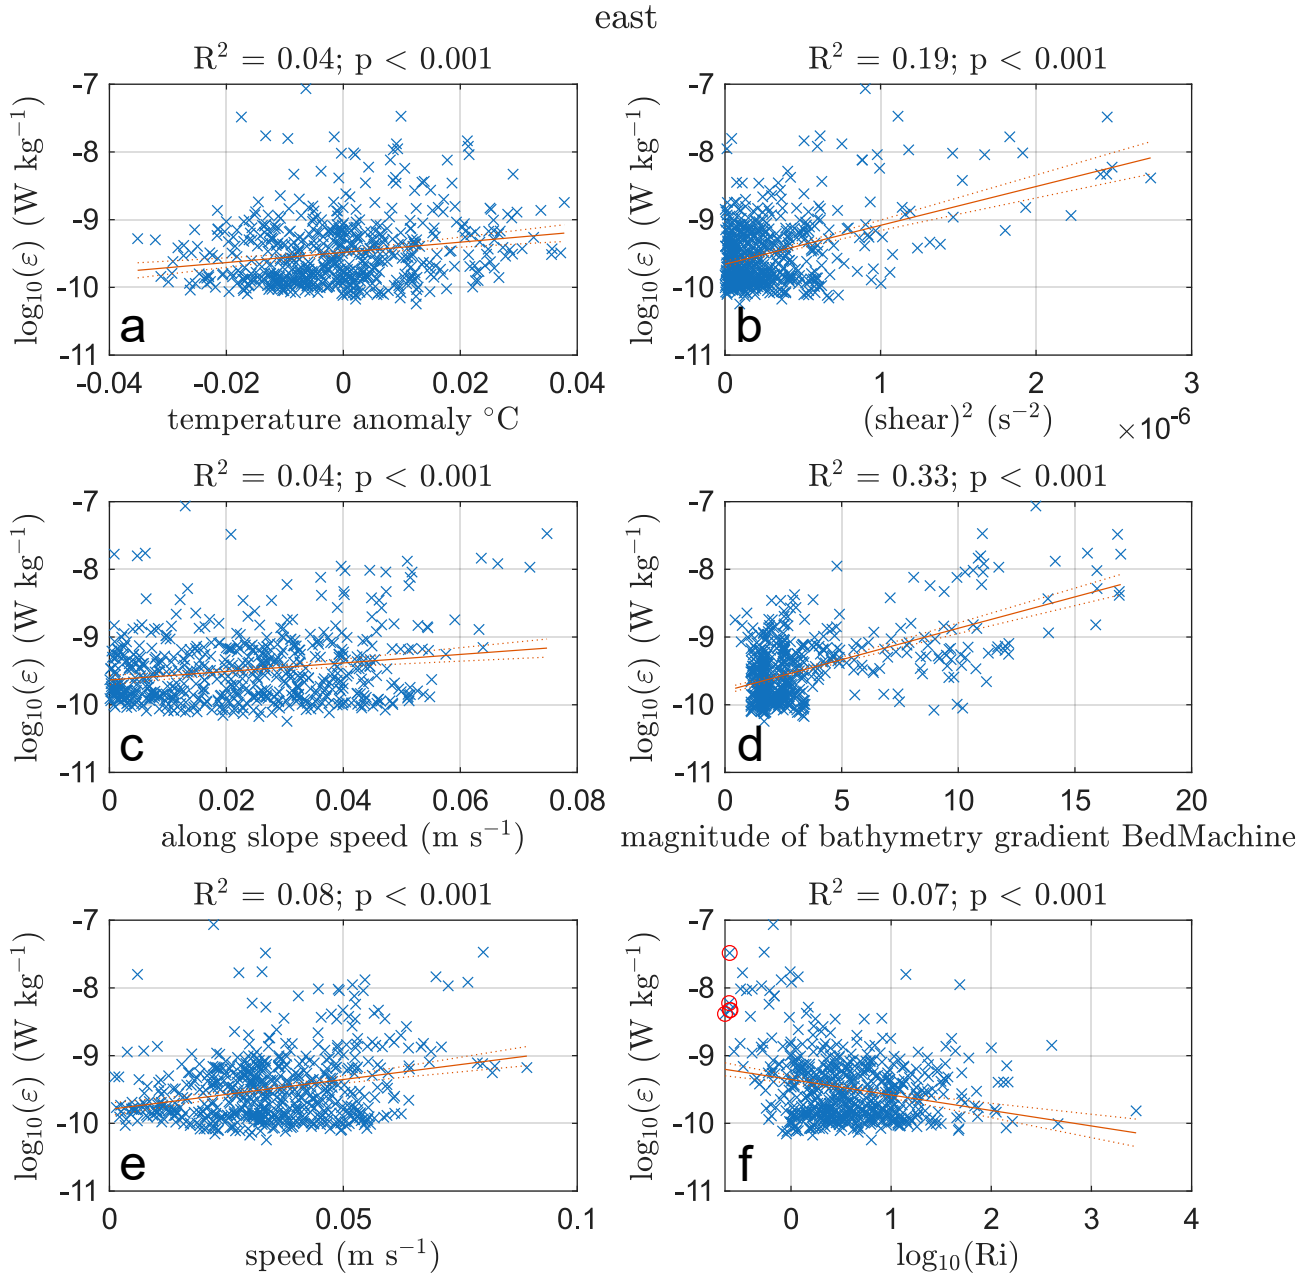 east
R² = 0.04; p < 0.001
R² = 0.19; p < 0.001
log₁₀(ε) (W kg⁻¹)
-7
-8
-9
-10
-11
a
-0.04 -0.02 0 0.02 0.04
temperature anomaly °C
log₁₀(ε) (W kg⁻¹)
-7
-8
-9
-10
-11
b
0 1 2 3
(shear)² (s⁻²)
×10⁻⁶
R² = 0.04; p < 0.001
R² = 0.33; p < 0.001
log₁₀(ε) (W kg⁻¹)
-7
-8
-9
-10
-11
c
0 0.02 0.04 0.06 0.08
along slope speed (m s⁻¹)
log₁₀(ε) (W kg⁻¹)
-7
-8
-9
-10
-11
d
0 5 10 15 20
magnitude of bathymetry gradient BedMachine
R² = 0.08; p < 0.001
R² = 0.07; p < 0.001
log₁₀(ε) (W kg⁻¹)
-7
-8
-9
-10
-11
e
0 0.05 0.1
speed (m s⁻¹)
log₁₀(ε) (W kg⁻¹)
-7
-8
-9
-10
-11
f
0 1 2 3 4
log₁₀(Ri)